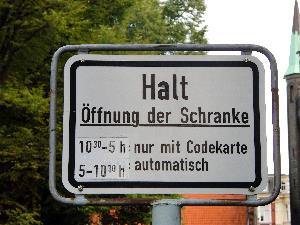 Halt
Öffnung der Schranke
10³⁰-5 h : nur mit Codekarte
5-10³⁰ h : automatisch